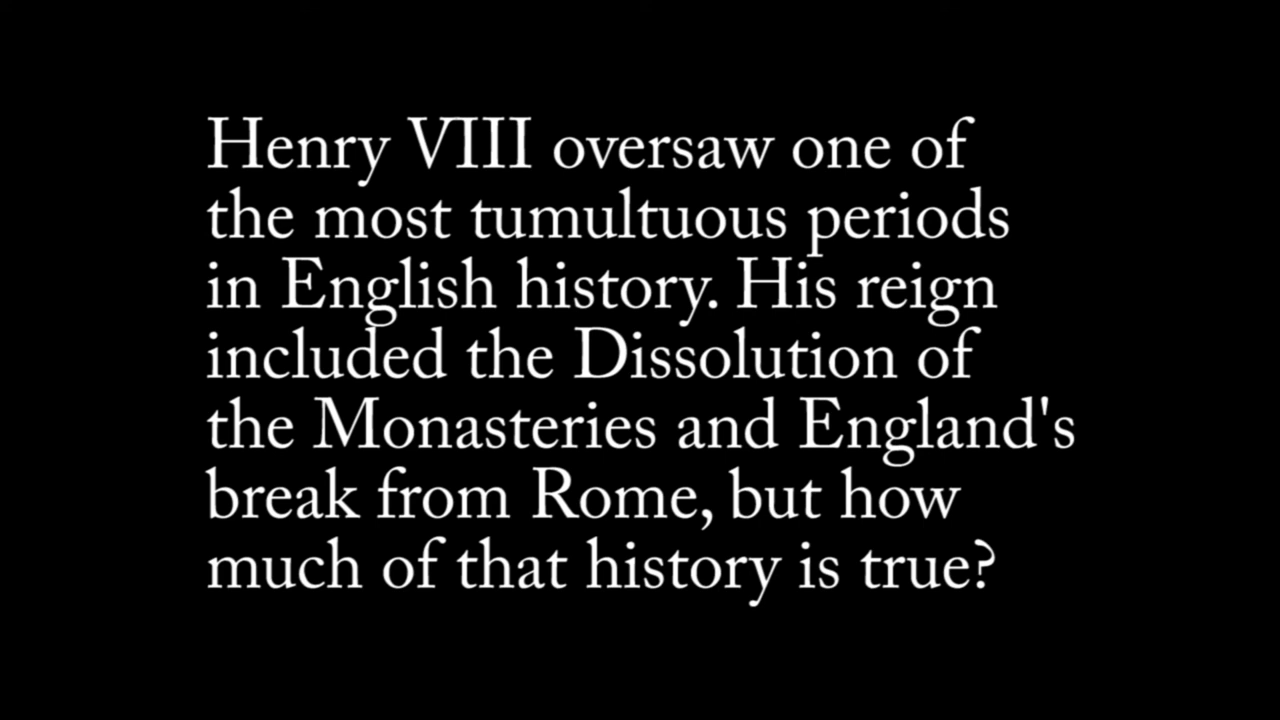 Henry VIII oversaw one of
the most tumultuous periods
in English history. His reign
included the Dissolution of
the Monasteries and England's
break from Rome, but how
much of that history is true?